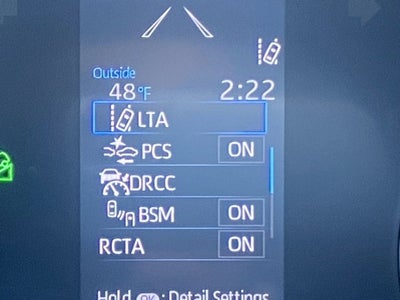 Outside
48°F 2:22
LTA
PCS ON
DRCC
BSM ON
RCTA ON
Hold OK : Detail Settings